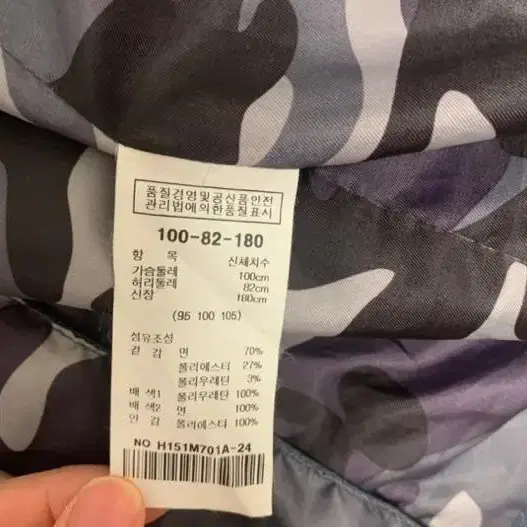 품질경영및공산품안전
관리법에의한품질표시
100-82-180
항 목 신체치수
가슴둘레 100cm
허리둘레 82cm
신장 180cm
(95 100 105)
섬유조성
겉 감 면 70%
폴리에스터 27%
폴리우레탄 3%
배 색1 폴리우레탄 100%
배 색2 면 100%
안 감 폴리에스터 100%
NO H151M701A-24